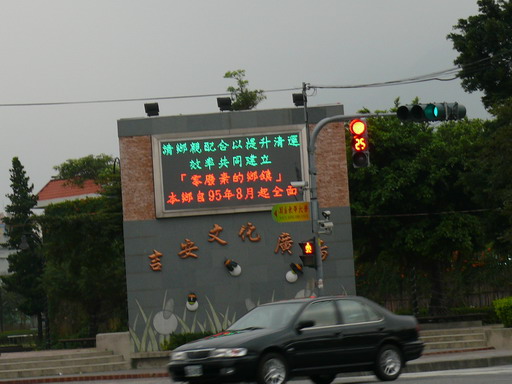 請鄉親配合以提升清運
效率共同建立
「零廢棄的鄉鎮」
本鄉自95年8月起全面
25
吉安文化廣